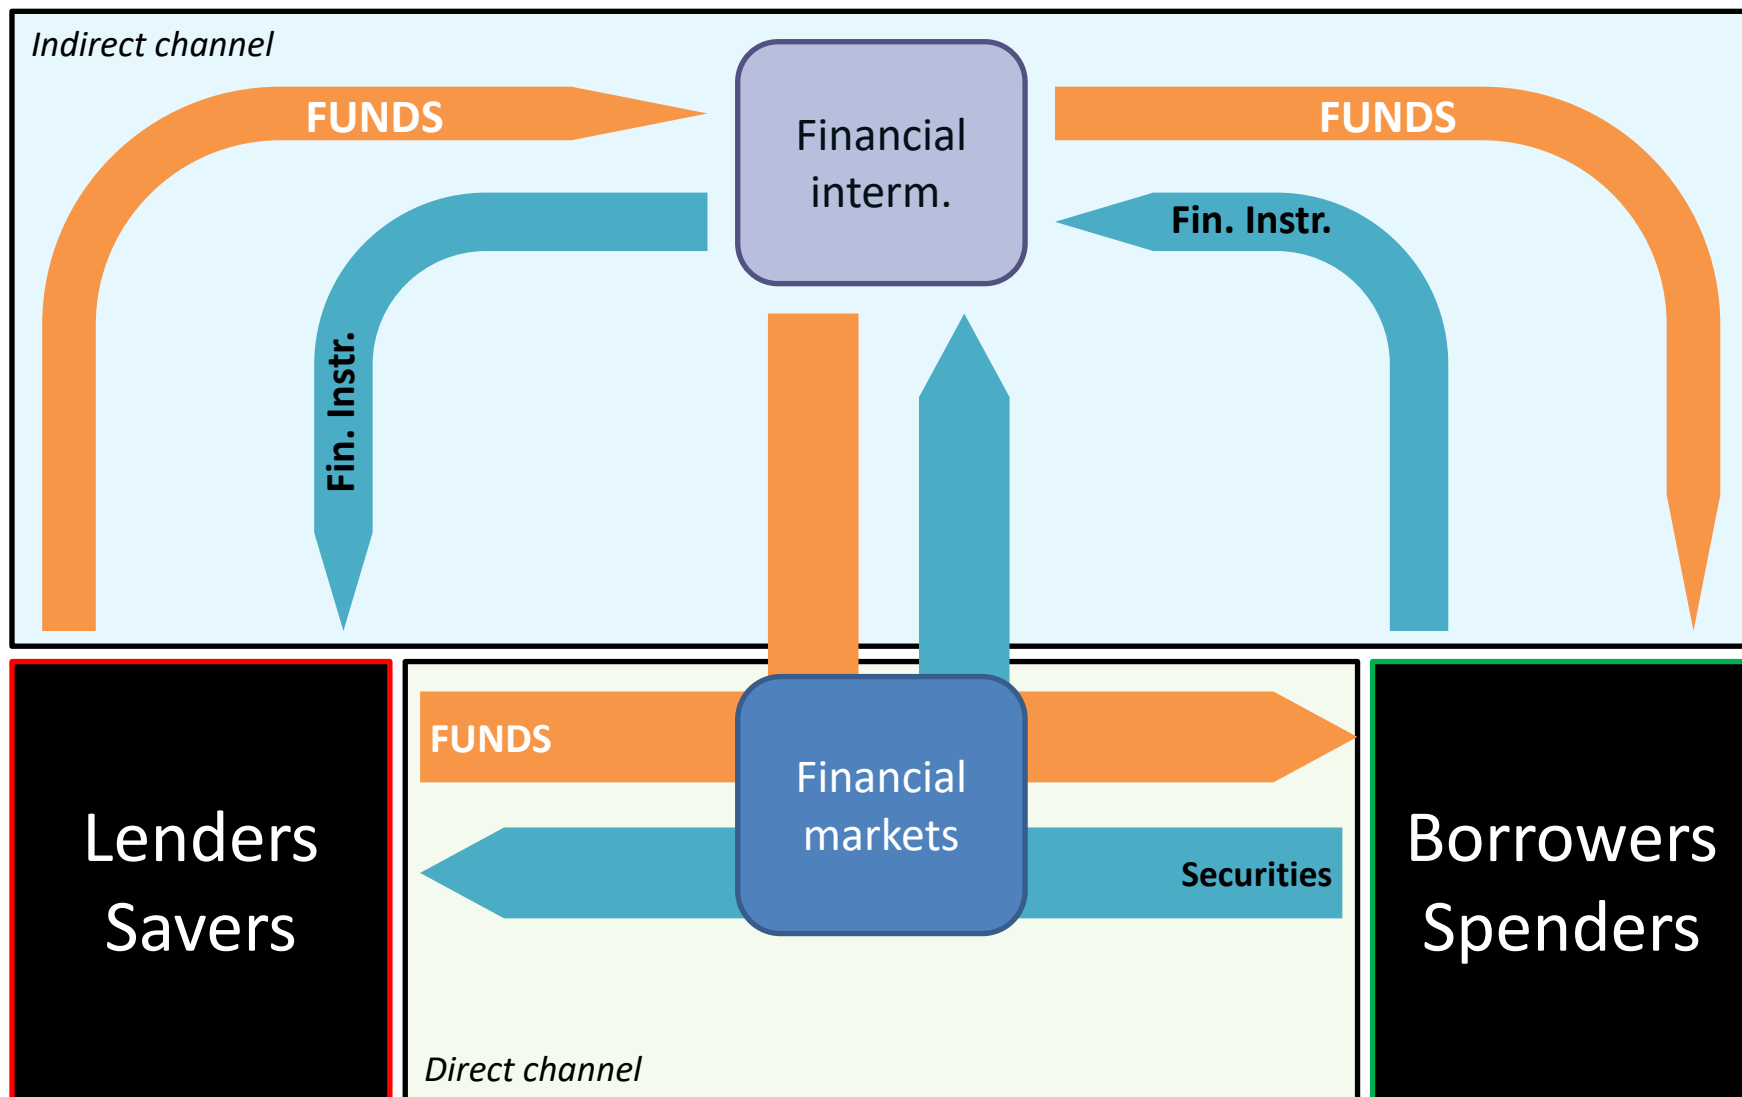 Indirect channel
FUNDS
Financial
interm.
FUNDS
Fin. Instr.
Fin. Instr.
FUNDS
Financial
markets
Securities
Lenders
Savers
Borrowers
Spenders
Direct channel